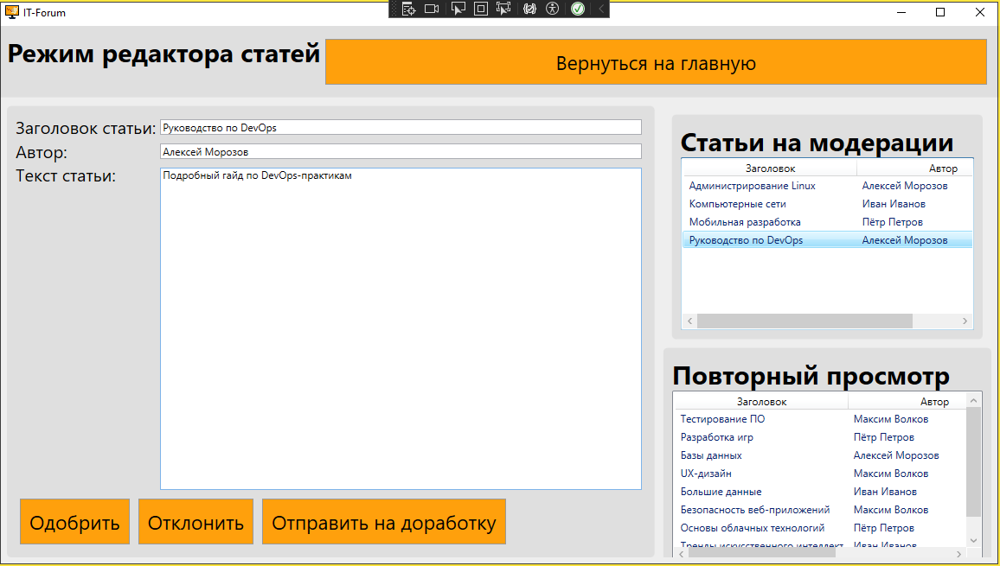 IT-Forum
Режим редактора статей
Вернуться на главную
Заголовок статьи: Руководство по DevOps
Автор: Алексей Морозов
Текст статьи: Подробный гайд по DevOps-практикам
Одобрить Отклонить Отправить на доработку
Статьи на модерации
Заголовок Автор
Администрирование Linux Алексей Морозов
Компьютерные сети Иван Иванов
Мобильная разработка Пётр Петров
Руководство по DevOps Алексей Морозов
Повторный просмотр
Заголовок Автор
Тестирование ПО Максим Волков
Разработка игр Пётр Петров
Базы данных Алексей Морозов
UX-дизайн Максим Волков
Большие данные Иван Иванов
Безопасность веб-приложений Максим Волков
Основы облачных технологий Пётр Петров
Тренды искусственного интеллект Иван Иванов